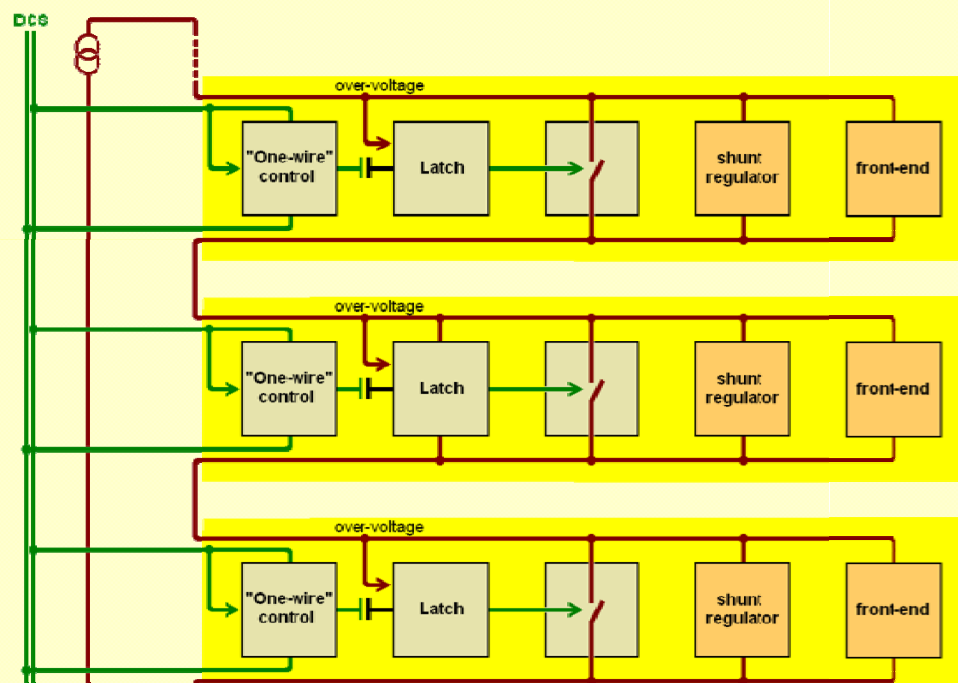 DCS
over-voltage
"One-wire"
control
Latch
shunt
regulator
front-end
over-voltage
"One-wire"
control
Latch
shunt
regulator
front-end
over-voltage
"One-wire"
control
Latch
shunt
regulator
front-end